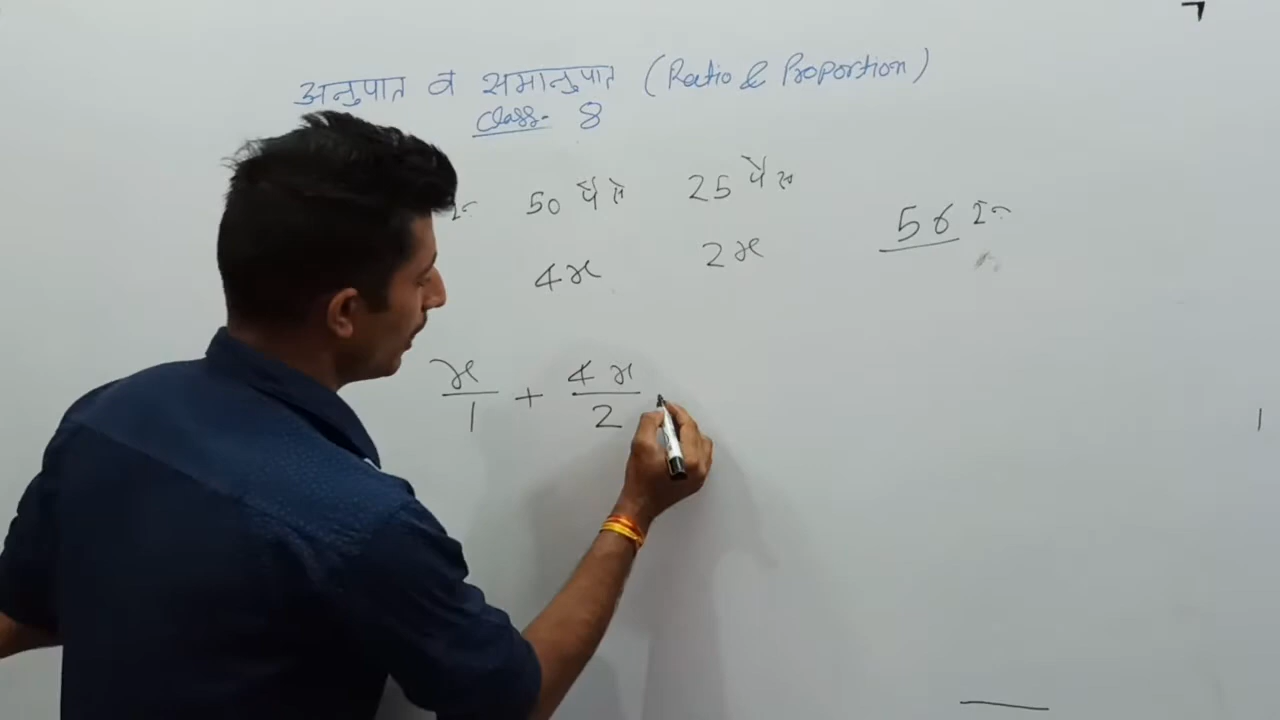 अनुपात व समानुपात (Ratio & Proportion)
Class- 8
50 पैसे 25 पैसे
56 रु
4x 2x
x/1 + 4x/2